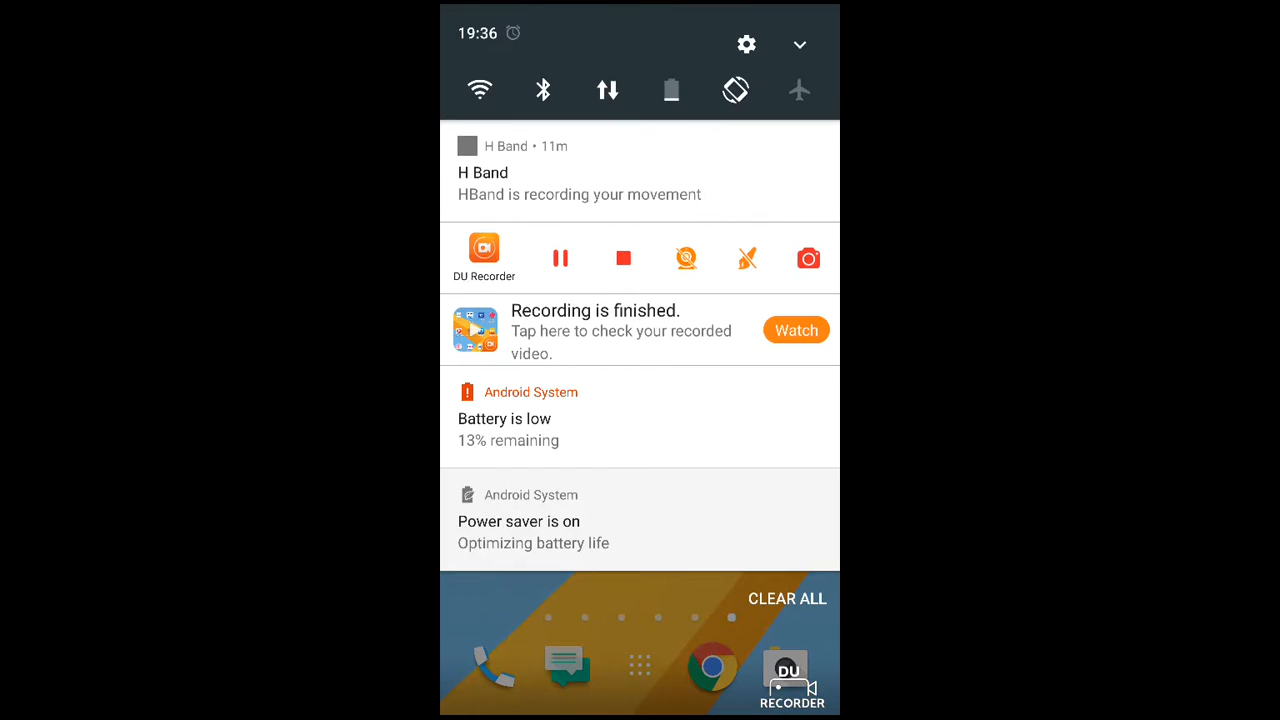 19:36
H Band • 11m
H Band
HBand is recording your movement
DU Recorder
Recording is finished.
Tap here to check your recorded
video.
Watch
Android System
Battery is low
13% remaining
Android System
Power saver is on
Optimizing battery life
CLEAR ALL
DU
RECORDER